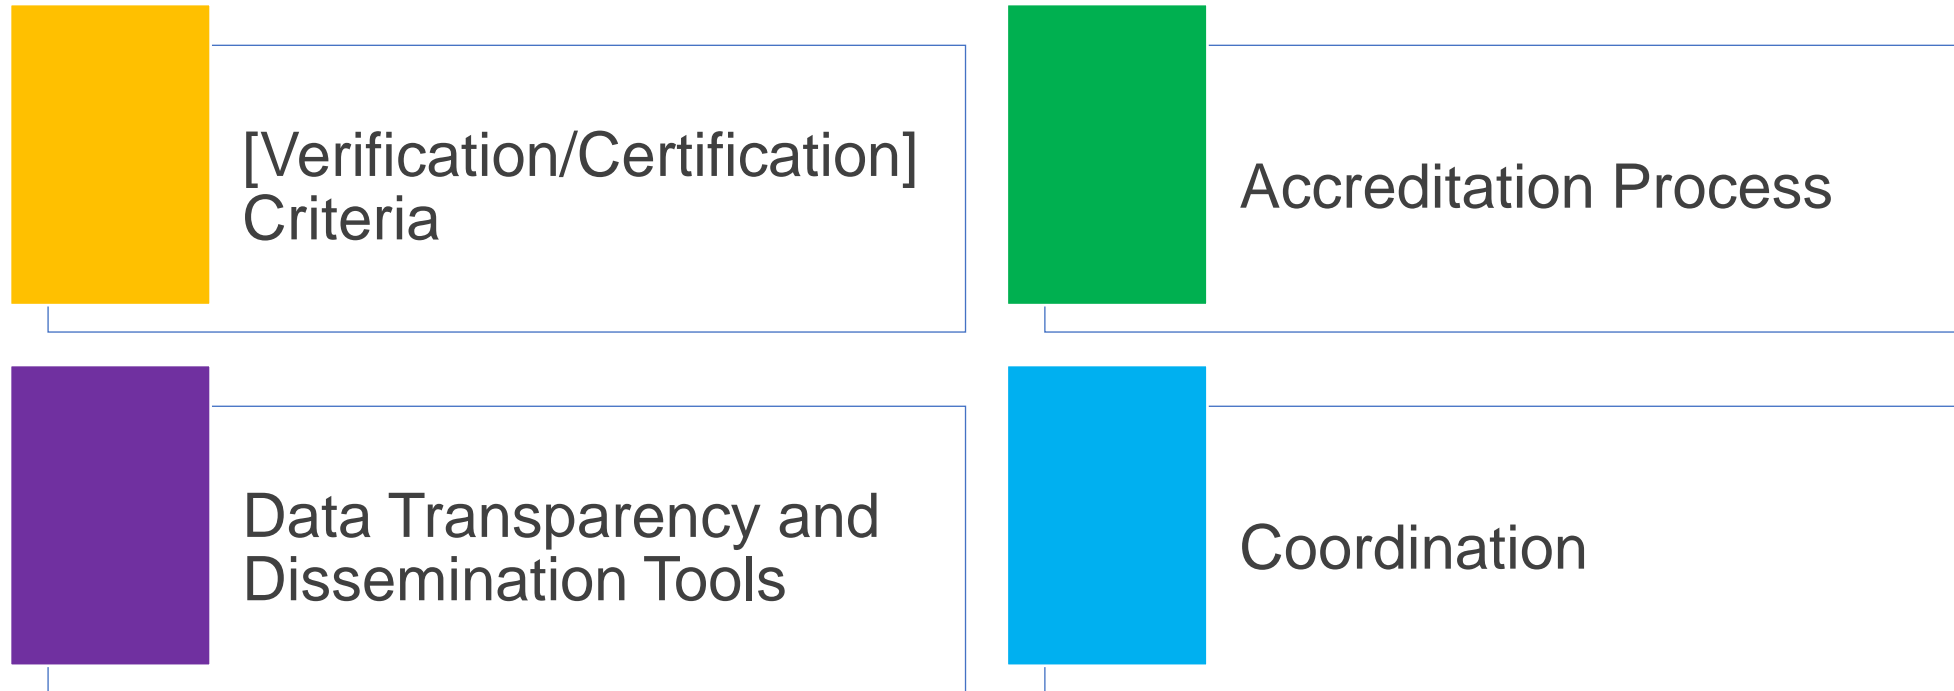 [Verification/Certification]
Criteria
Accreditation Process
Data Transparency and
Dissemination Tools
Coordination